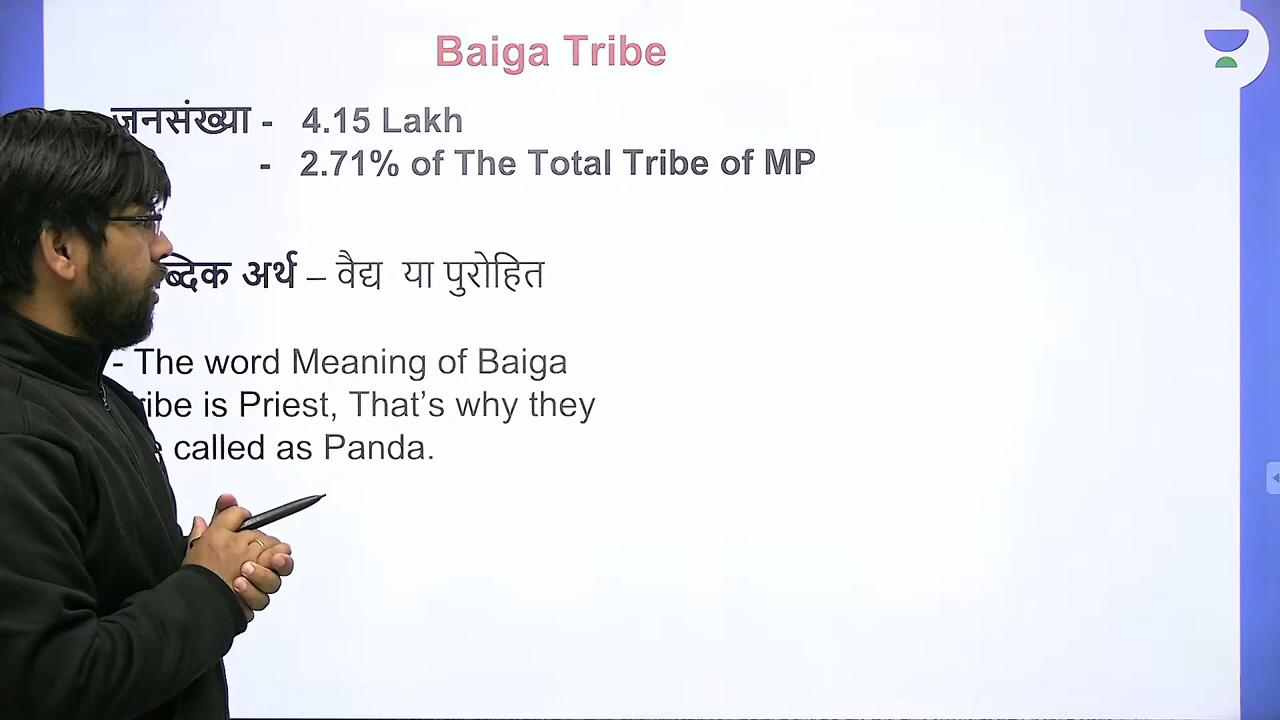 Baiga Tribe
जनसंख्या - 4.15 Lakh
- 2.71% of The Total Tribe of MP
अर्थ – वैद्य या पुरोहित
- The word Meaning of Baiga
is Priest, That's why they
called as Panda.